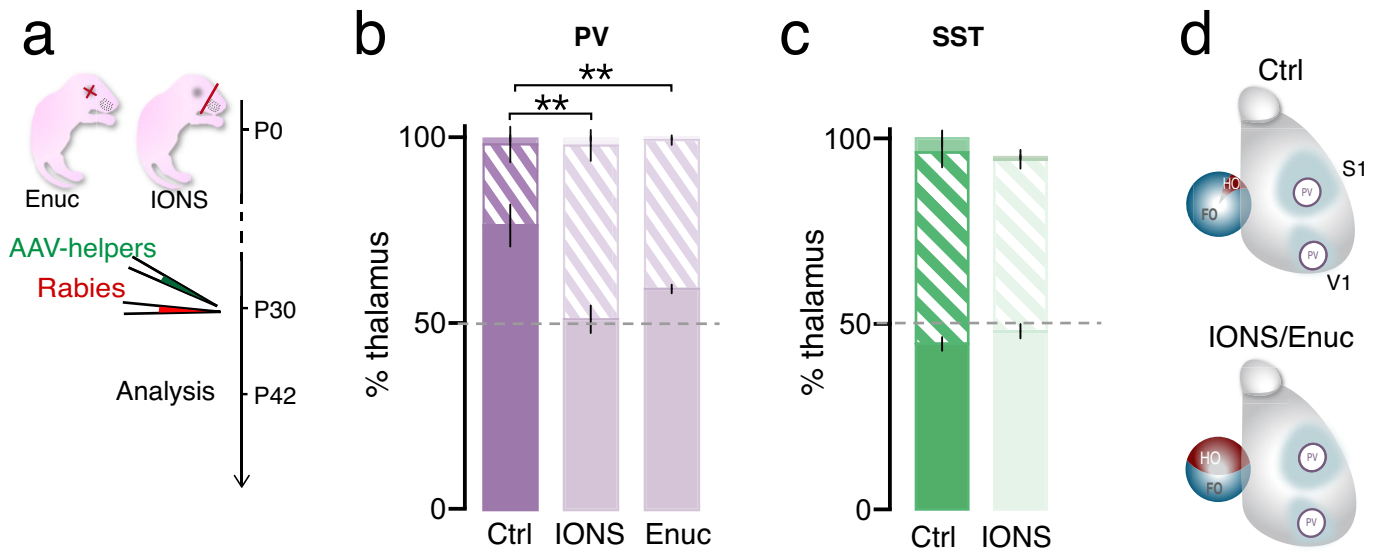 a
Enuc
IONS
P0
AAV-helpers
Rabies
P30
Analysis
P42
b
PV
**
**
100
50
0
% thalamus
Ctrl
IONS
Enuc
c
SST
100
50
0
% thalamus
Ctrl
IONS
d
Ctrl
HO
FO
S1
PV
PV
V1
IONS/Enuc
HO
FO
PV
PV